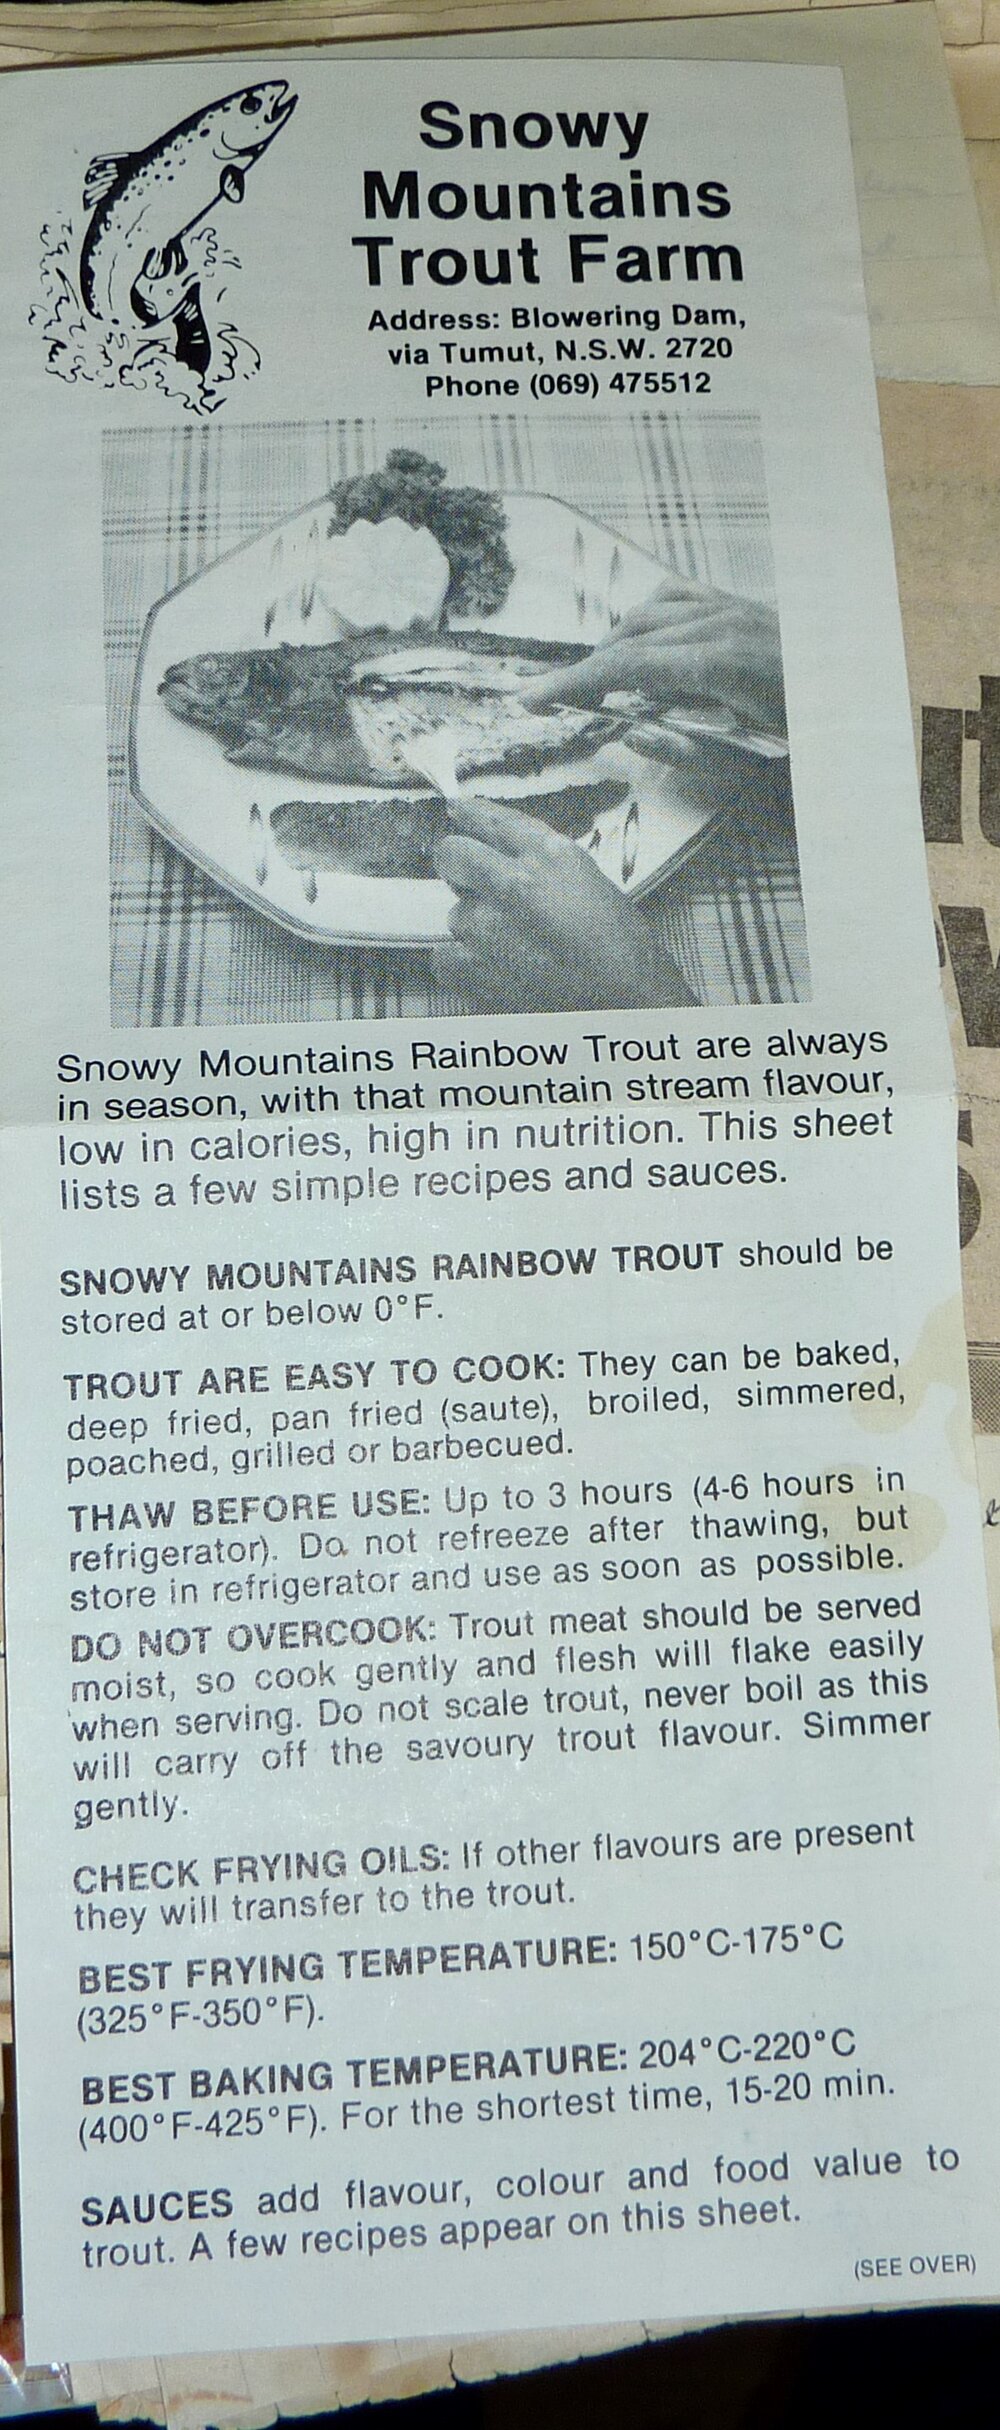 Snowy
Mountains
Trout Farm
Address: Blowering Dam,
via Tumut, N.S.W. 2720
Phone (069) 475512
Snowy Mountains Rainbow Trout are always
in season, with that mountain stream flavour,
low in calories, high in nutrition. This sheet
lists a few simple recipes and sauces.
SNOWY MOUNTAINS RAINBOW TROUT should be
stored at or below 0°F.
TROUT ARE EASY TO COOK: They can be baked,
deep fried, pan fried (saute), broiled, simmered,
poached, grilled or barbecued.
THAW BEFORE USE: Up to 3 hours (4-6 hours in
refrigerator). Do not refreeze after thawing, but
store in refrigerator and use as soon as possible.
DO NOT OVERCOOK: Trout meat should be served
moist, so cook gently and flesh will flake easily
when serving. Do not scale trout, never boil as this
will carry off the savoury trout flavour. Simmer
gently.
CHECK FRYING OILS: If other flavours are present
they will transfer to the trout.
BEST FRYING TEMPERATURE: 150°C-175°C
(325°F-350°F).
BEST BAKING TEMPERATURE: 204°C-220°C
(400°F-425°F). For the shortest time, 15-20 min.
SAUCES add flavour, colour and food value to
trout. A few recipes appear on this sheet.
(SEE OVER)